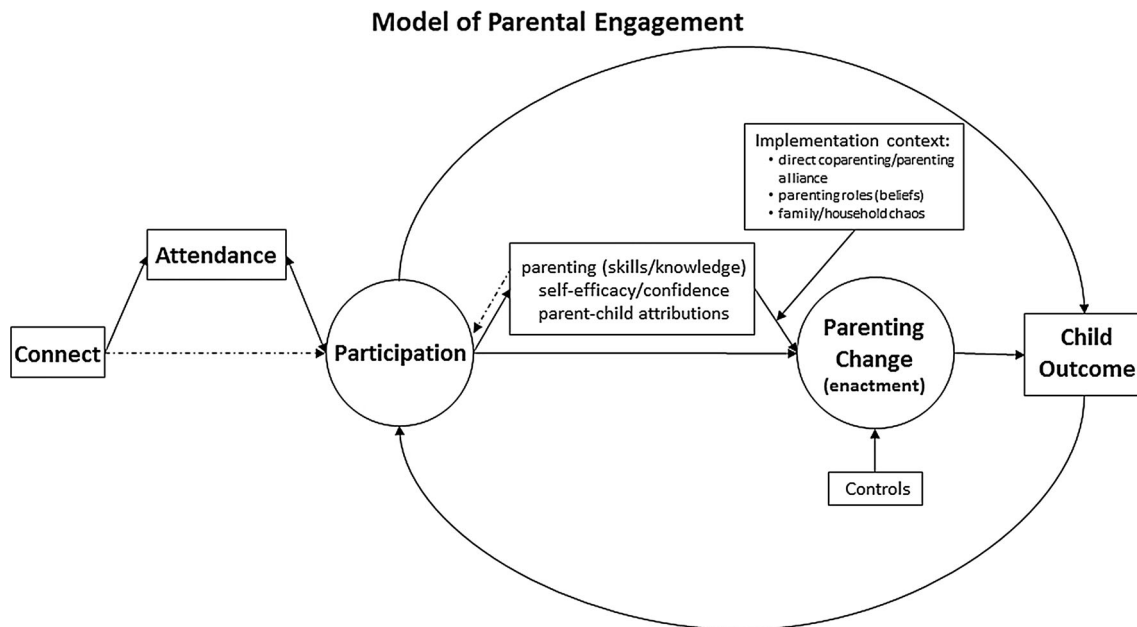 Model of Parental Engagement
Implementation context:
• direct coparenting/parenting
alliance
• parenting roles (beliefs)
• family/household chaos
Attendance
parenting (skills/knowledge)
self-efficacy/confidence
parent-child attributions
Connect
Participation
Parenting
Change
(enactment)
Child
Outcome
Controls